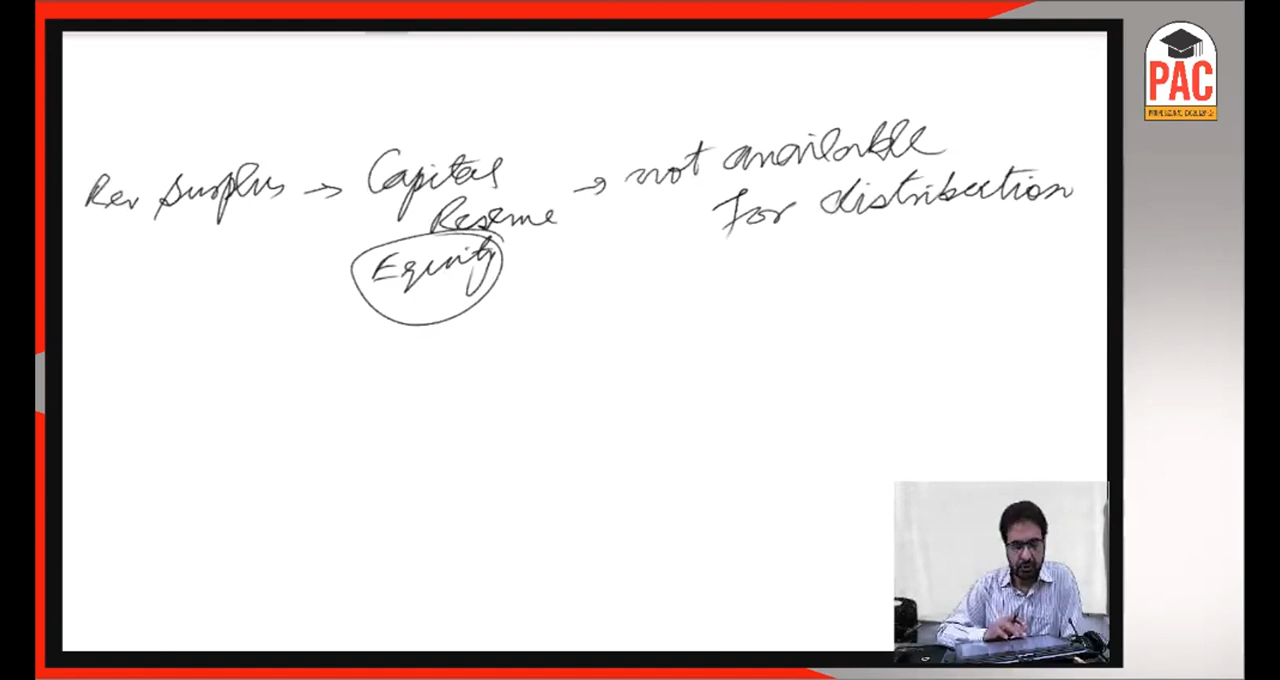 Rev Surplus → Capital Reserve → not available for distribution
Equity
PAC